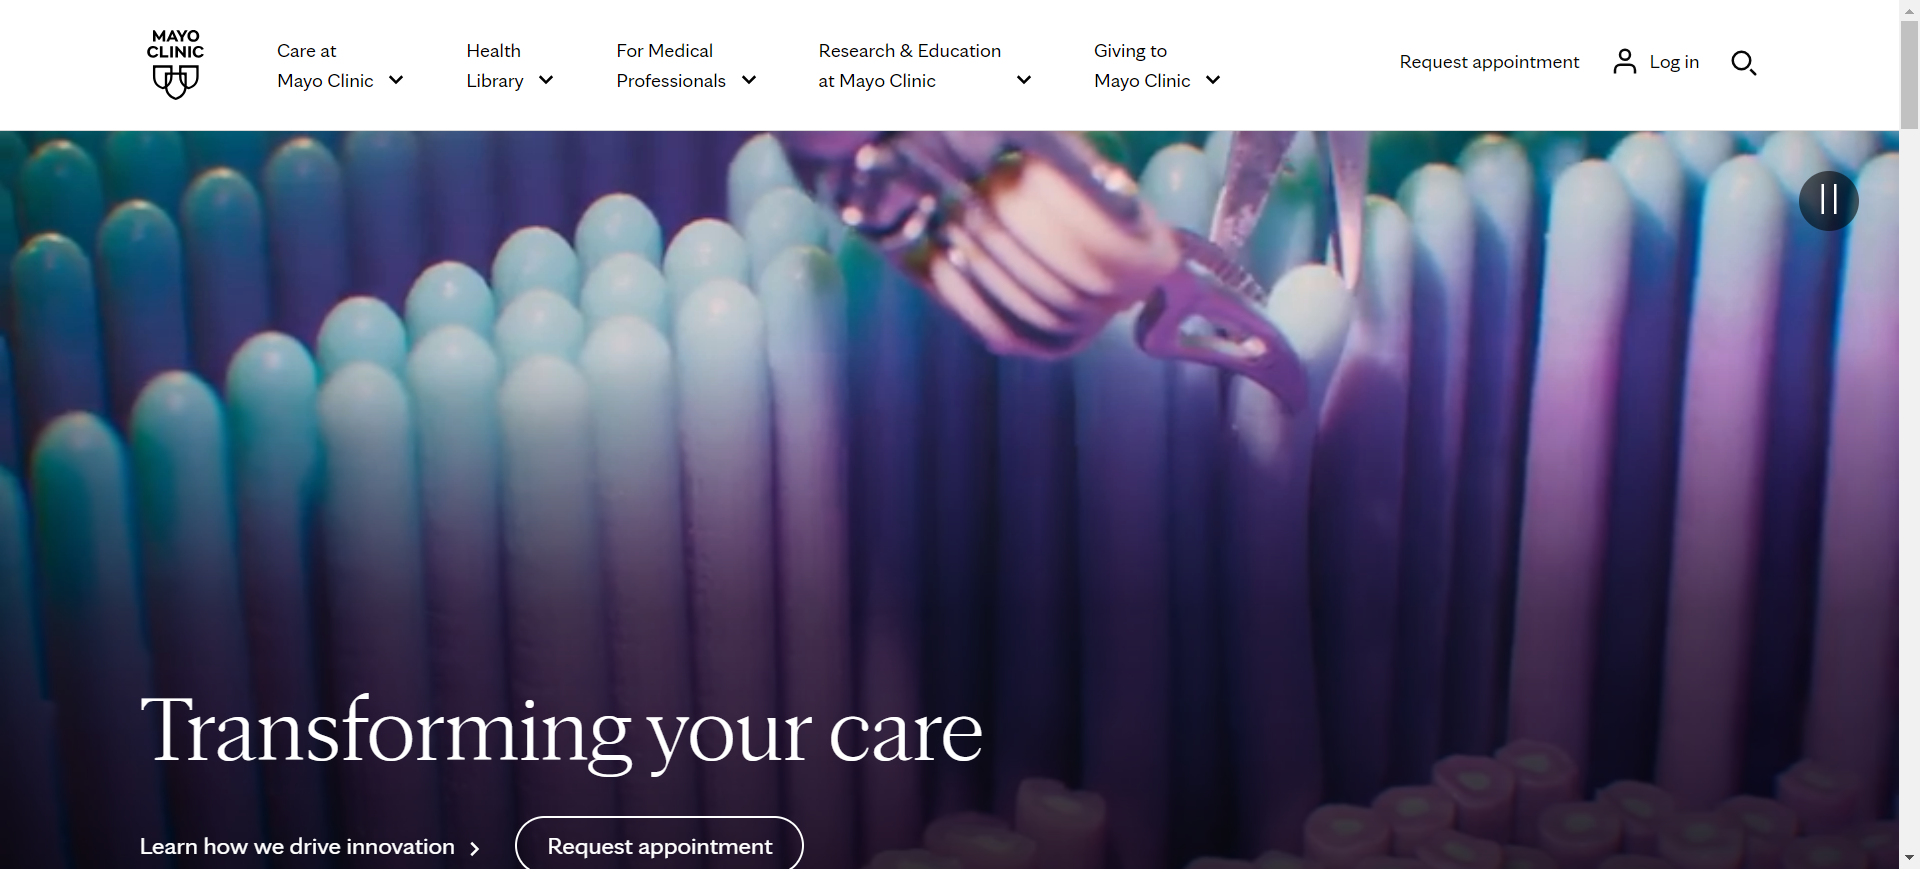 MAYO
CLINIC
Care at
Mayo Clinic
Health
Library
For Medical
Professionals
Research & Education
at Mayo Clinic
Giving to
Mayo Clinic
Request appointment
Log in
Transforming your care
Learn how we drive innovation
Request appointment